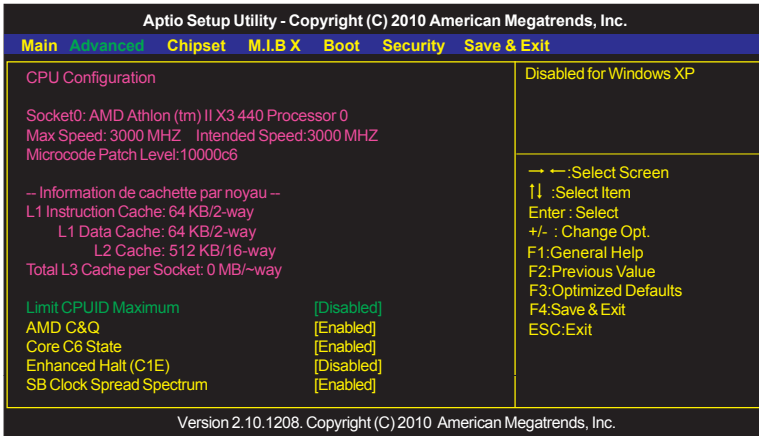 Aptio Setup Utility - Copyright (C) 2010 American Megatrends, Inc.
Main Advanced Chipset M.I.B X Boot Security Save & Exit
CPU Configuration
Socket0: AMD Athlon (tm) II X3 440 Processor 0
Max Speed: 3000 MHZ Intended Speed:3000 MHZ
Microcode Patch Level:10000c6
-- Information de cachette par noyau --
L1 Instruction Cache: 64 KB/2-way
L1 Data Cache: 64 KB/2-way
L2 Cache: 512 KB/16-way
Total L3 Cache per Socket: 0 MB/~way
Limit CPUID Maximum [Disabled]
AMD C&Q [Enabled]
Core C6 State [Enabled]
Enhanced Halt (C1E) [Disabled]
SB Clock Spread Spectrum [Enabled]
Disabled for Windows XP
→ ←:Select Screen
↑↓ :Select Item
Enter : Select
+/- : Change Opt.
F1:General Help
F2:Previous Value
F3:Optimized Defaults
F4:Save & Exit
ESC:Exit
Version 2.10.1208. Copyright (C) 2010 American Megatrends, Inc.